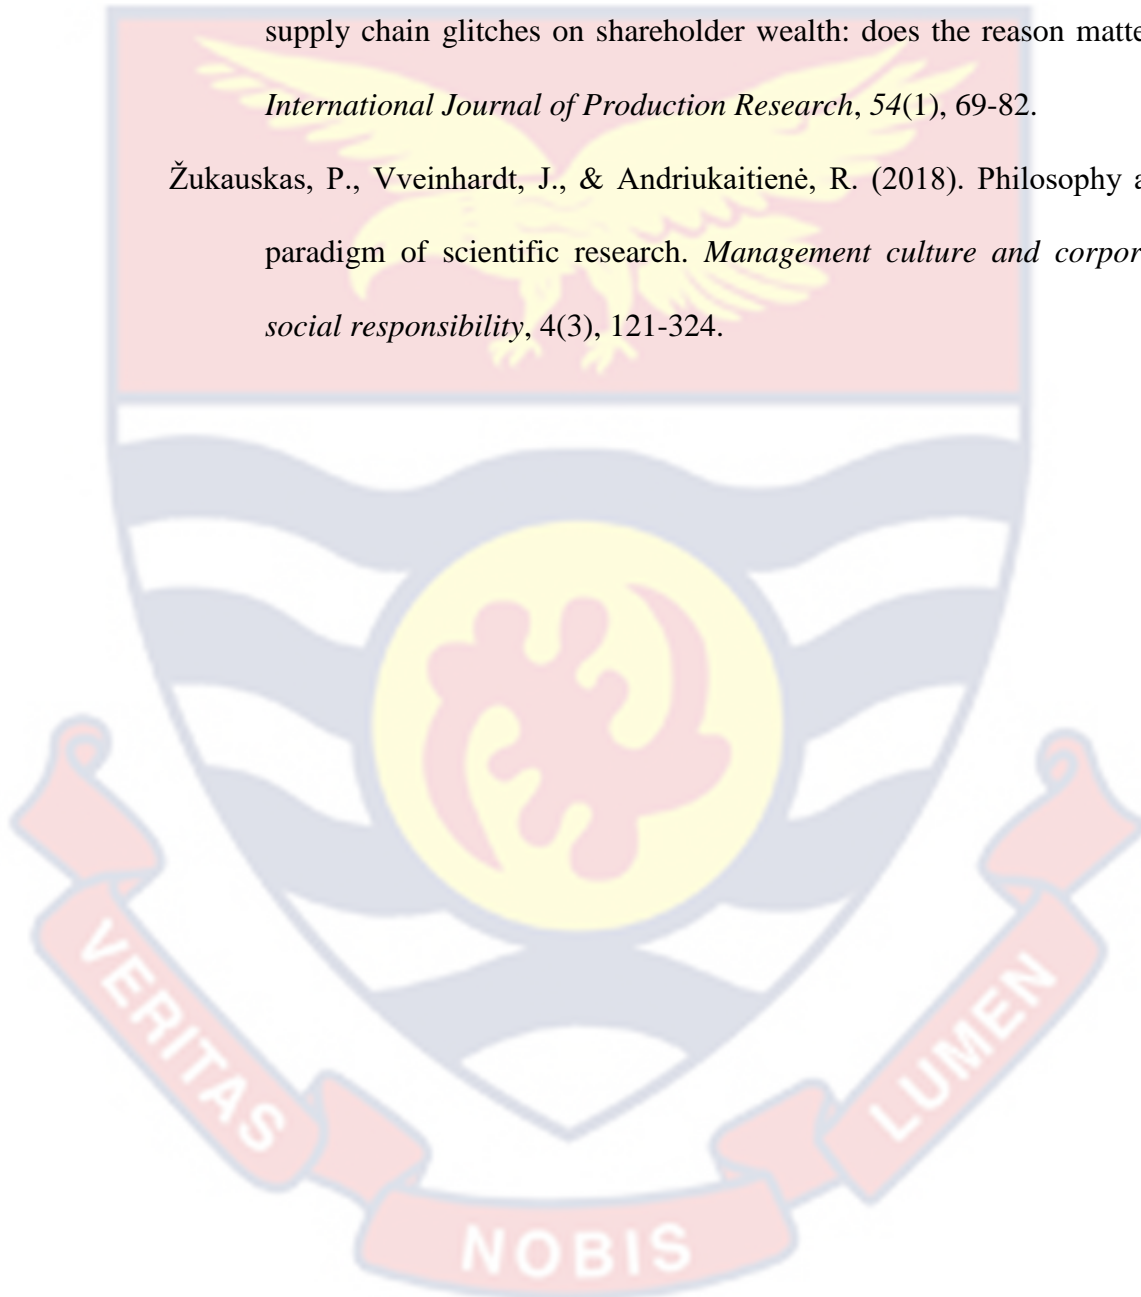 supply chain glitches on shareholder wealth: does the reason matte
International Journal of Production Research, 54(1), 69-82.
Žukauskas, P., Vveinhardt, J., & Andriukaitienė, R. (2018). Philosophy a
paradigm of scientific research. Management culture and corpor
social responsibility, 4(3), 121-324.
VERITAS
NOBIS
LUMEN